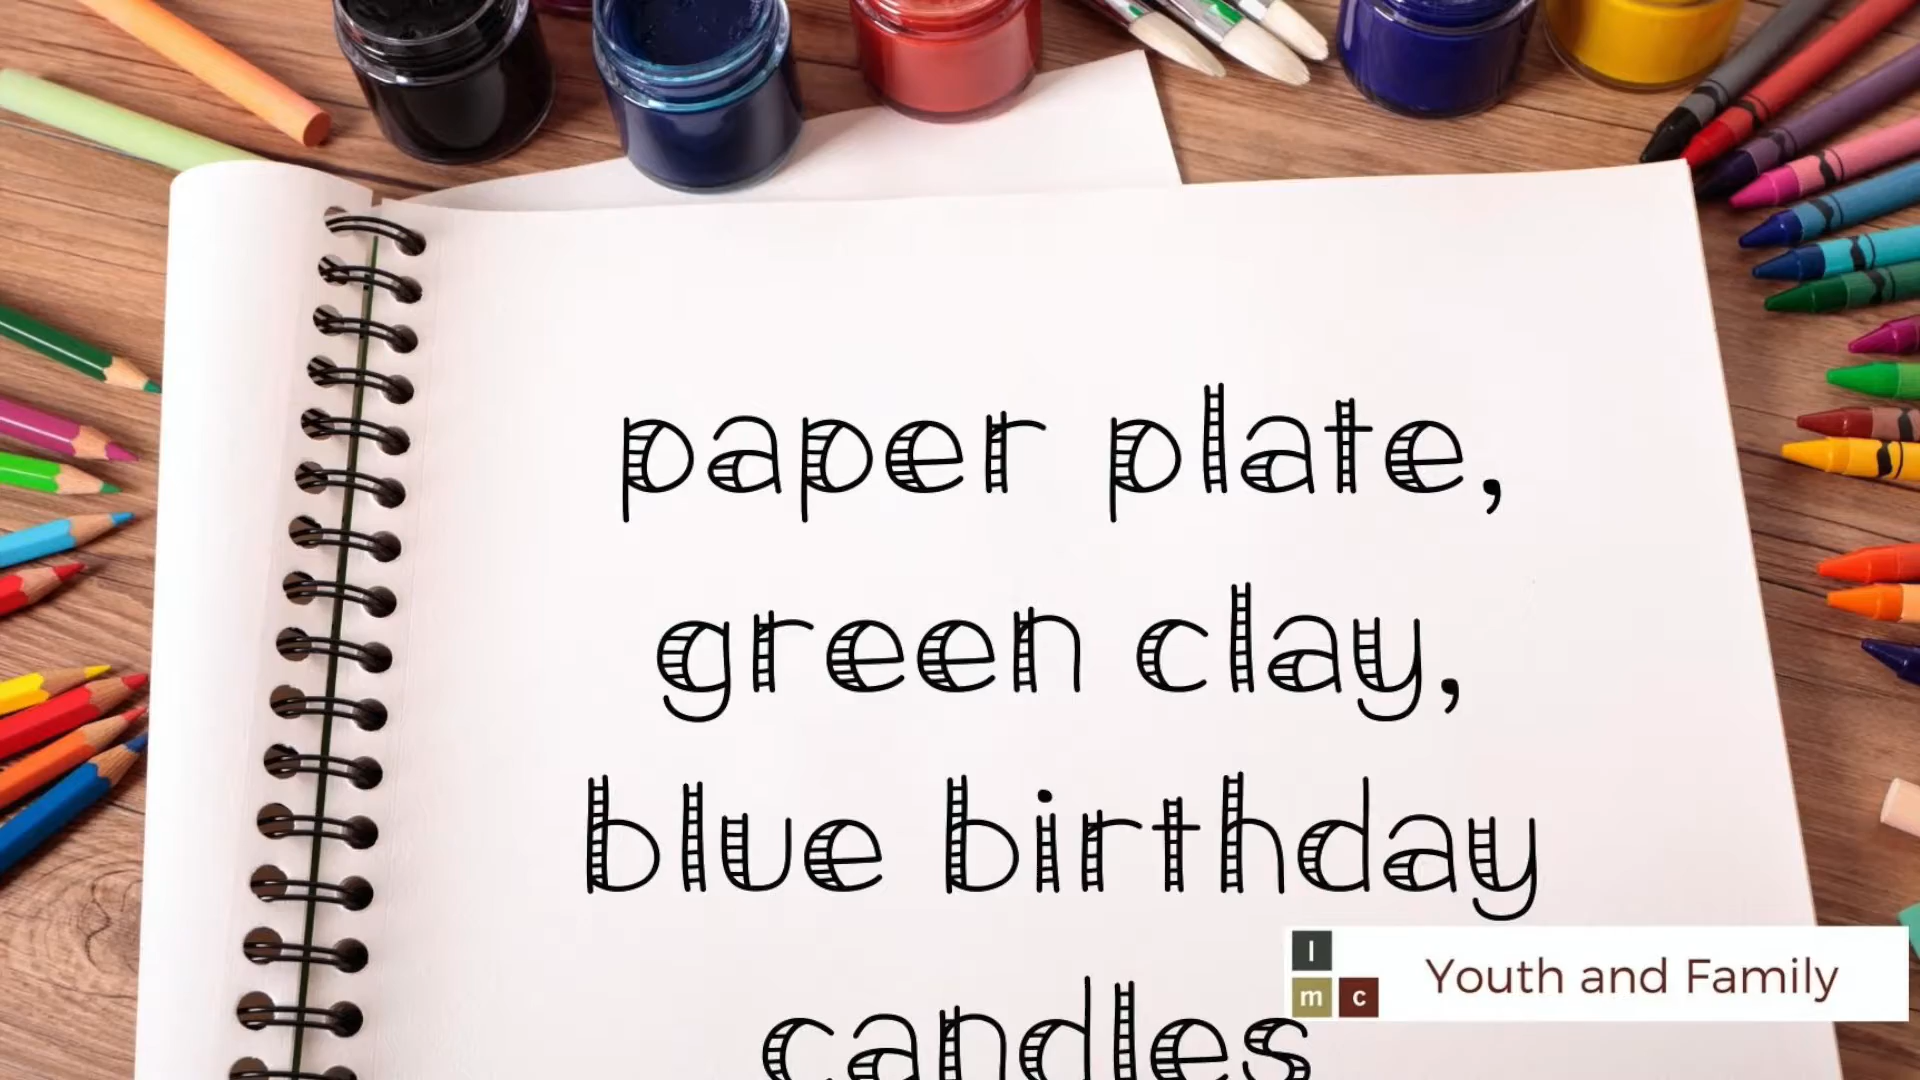 paper plate,
green clay,
blue birthday
candles
l
m c
Youth and Family